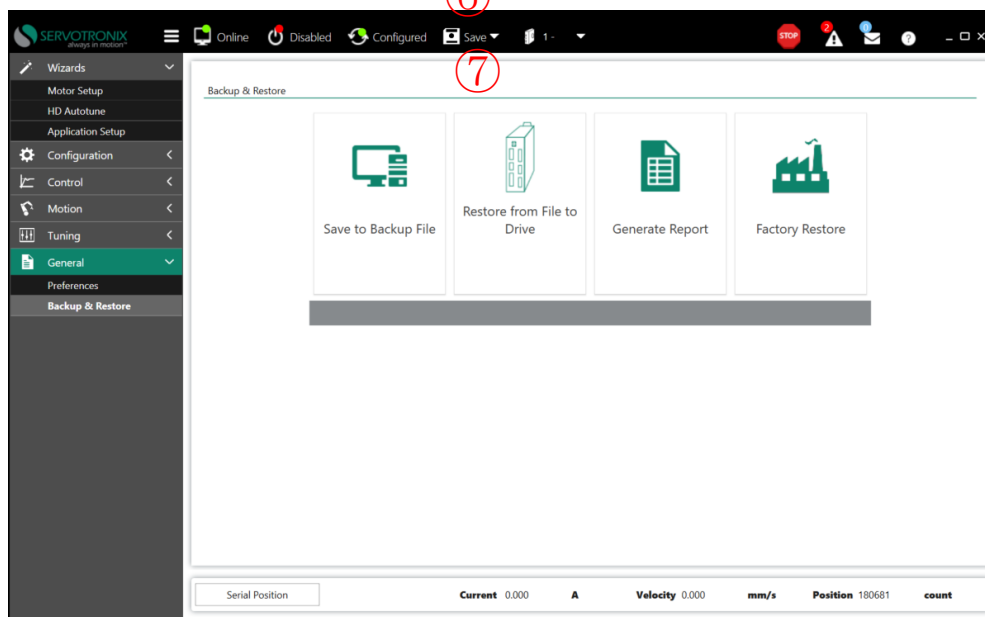 ⑥
SERVOTRONIX
always in motion™
Online
Disabled
Configured
Save
1 -
STOP
2
0
?
Wizards
Motor Setup
HD Autotune
Application Setup
Configuration
Control
Motion
Tuning
General
Preferences
Backup & Restore
⑦
Backup & Restore
Save to Backup File
Restore from File to
Drive
Generate Report
Factory Restore
Serial Position
Current 0.000 A
Velocity 0.000 mm/s
Position 180681 count